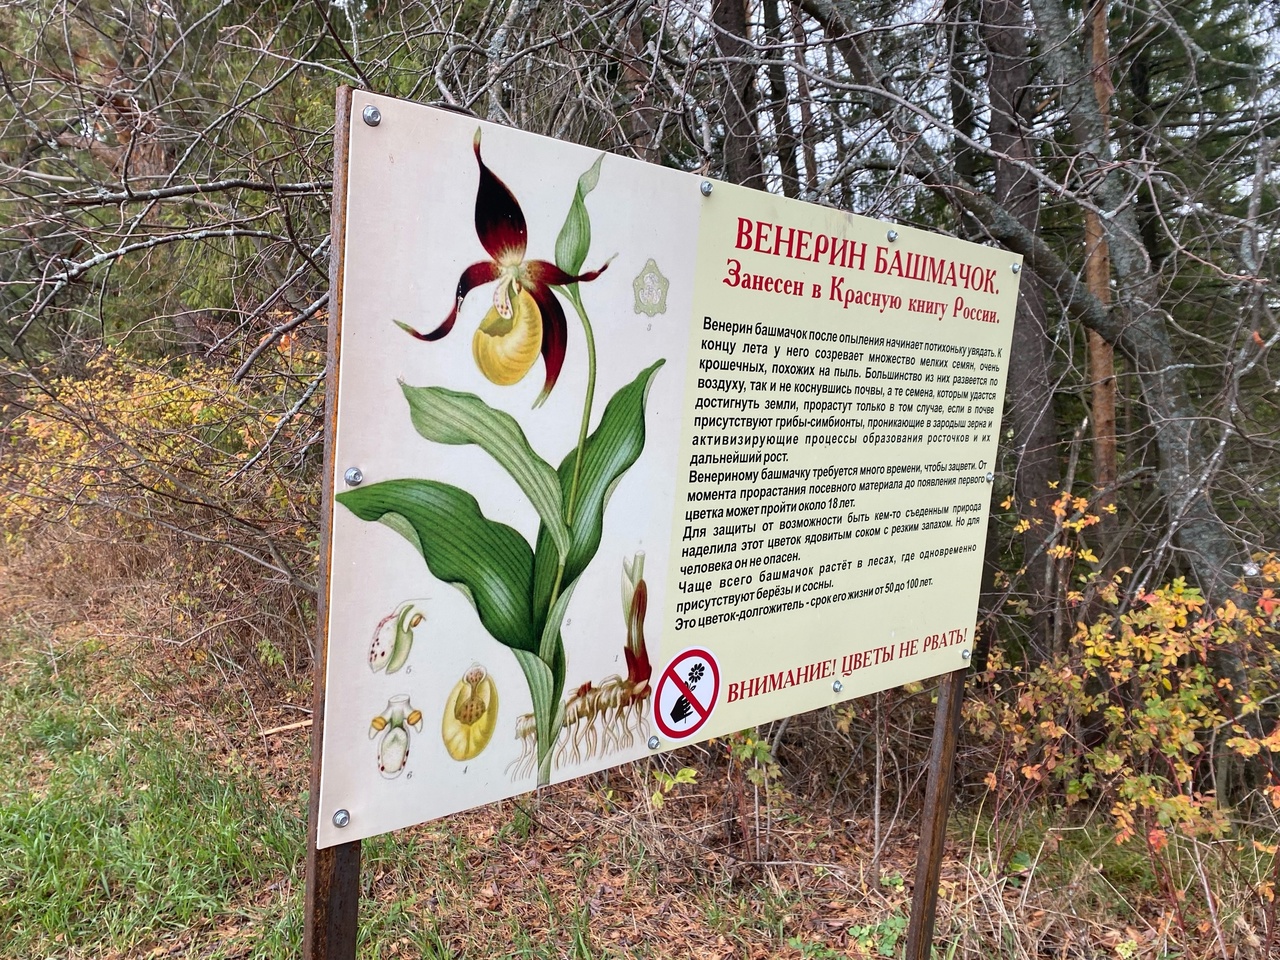 ВЕНЕРИН БАШМАЧОК.
Занесен в Красную книгу России.
Венерин башмачок после опыления начинает потихоньку увядать. К
концу лета у него созревает множество мелких семян, очень
крошечных, похожих на пыль. Большинство из них развеется по
воздуху, так и не коснувшись почвы, а те семена, которым удастся
достигнуть земли, прорастут только в том случае, если в почве
присутствуют грибы-симбионты, проникающие в зародыш зерна и
активизирующие процессы образования росточков и их
дальнейший рост.
Венериному башмачку требуется много времени, чтобы зацвети. От
момента прорастания посевного материала до появления первого
цветка может пройти около 18 лет.
Для защиты от возможности быть кем-то съеденным природа
наделила этот цветок ядовитым соком с резким запахом. Но для
человека он не опасен.
Чаще всего башмачок растёт в лесах, где одновременно
присутствуют берёзы и сосны.
Это цветок-долгожитель - срок его жизни от 50 до 100 лет.
ВНИМАНИЕ! ЦВЕТЫ НЕ РВАТЬ!